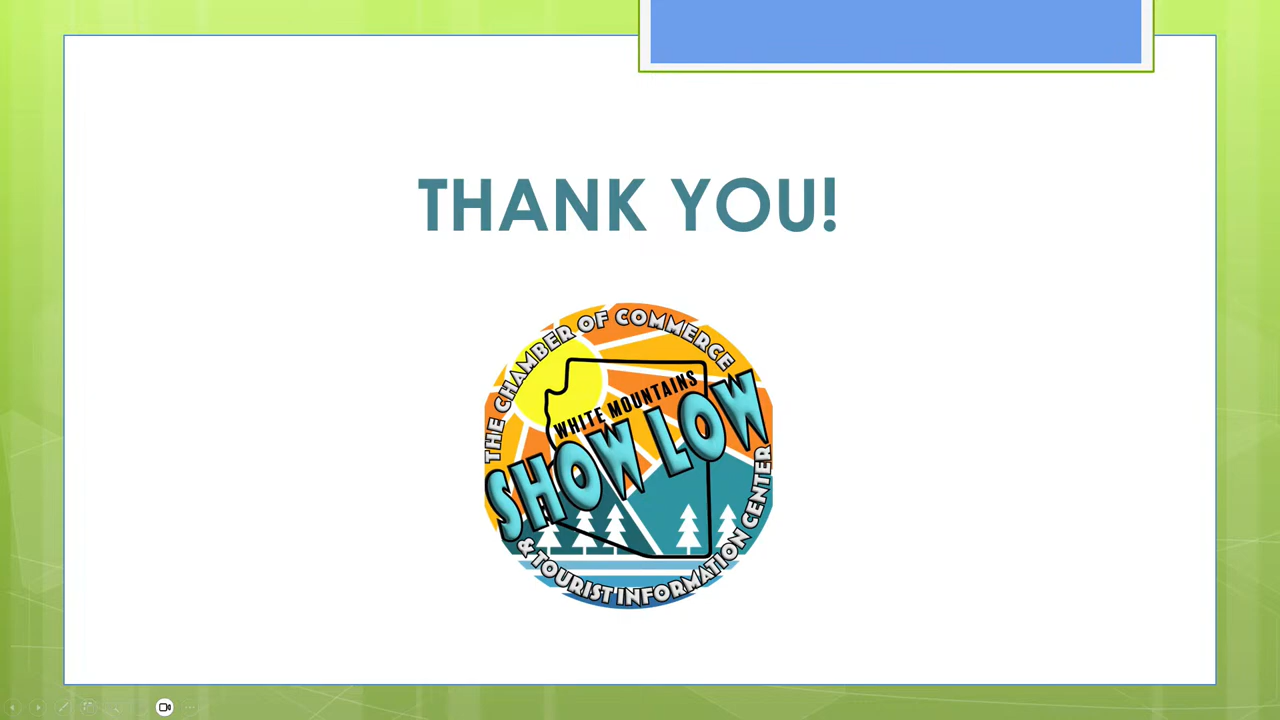 THANK YOU!
THE CHAMBER OF COMMERCE
WHITE MOUNTAINS
SHOW LOW
& TOURIST INFORMATION CENTER